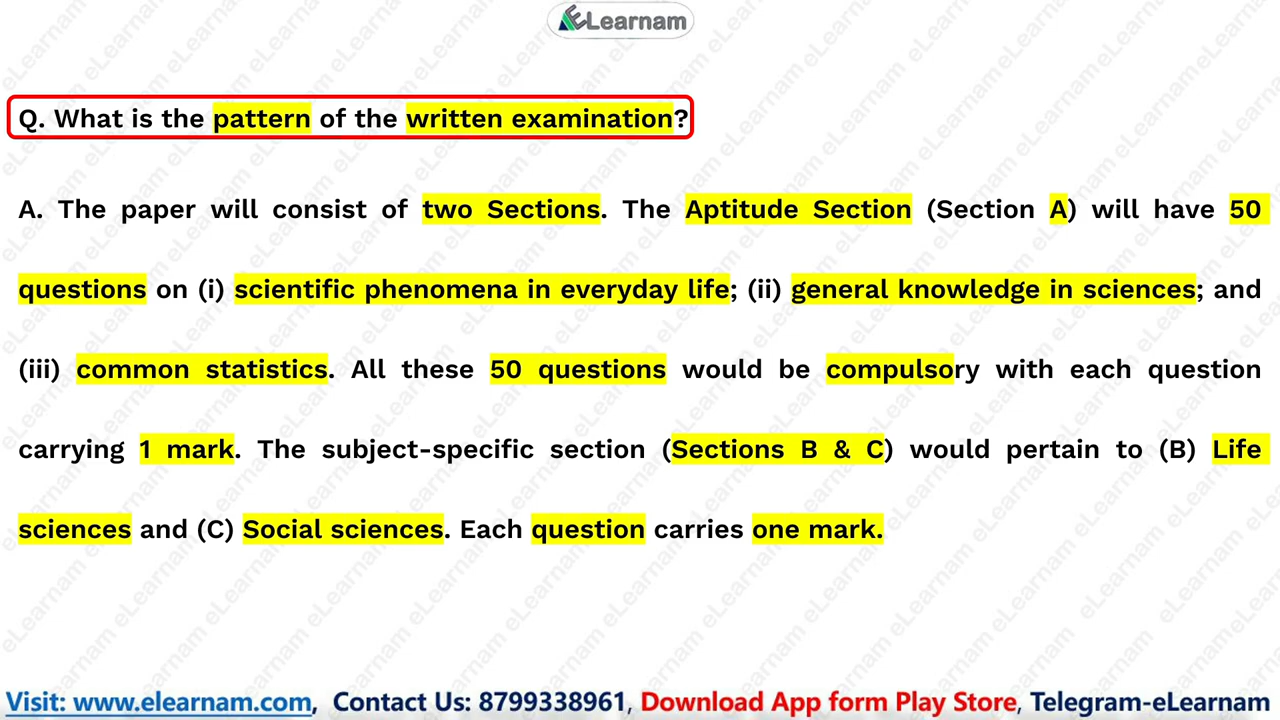 ELearnam
Q. What is the pattern of the written examination?
A. The paper will consist of two Sections. The Aptitude Section (Section A) will have 50
questions on (i) scientific phenomena in everyday life; (ii) general knowledge in sciences; and
(iii) common statistics. All these 50 questions would be compulsory with each question
carrying 1 mark. The subject-specific section (Sections B & C) would pertain to (B) Life
sciences and (C) Social sciences. Each question carries one mark.
Visit: www.elearnam.com, Contact Us: 8799338961, Download App form Play Store, Telegram-eLearnam